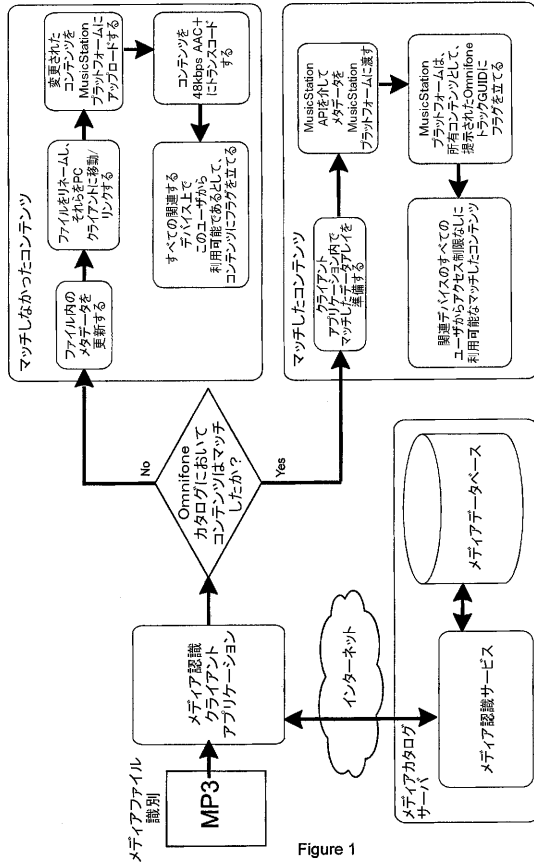 メディアファイル
識別
MP3
メディア認識
クライアント
アプリケーション
インターネット
メディアカタログ
サーバ
メディア認識サービス
メディアデータベース
Omnifone
カタログにおいて
コンテンツはマッチ
したか？
No
Yes
マッチしなかったコンテンツ
ファイル内の
メタデータを
更新する
ファイルをリネームし、
それらをPC
クライアントに移動/
リンクする
変更された
コンテンツを
MusicStation
プラットフォームに
アップロードする
コンテンツを
48kbps AAC+
にトランスコード
する
すべての関連する
デバイス上で
このユーザから
利用可能であるとして、
コンテンツにフラグを立てる
マッチしたコンテンツ
クライアント
アプリケーション内で
マッチしたデータアレイを
準備する
MusicStation
APIを介して
メタデータを
MusicStation
プラットフォームに渡す
MusicStation
プラットフォームは、
所有コンテンツとして、
提示されたOmnifone
トラックGUIDに
フラグを立てる
関連デバイスのすべての
ユーザからアクセス制限なしに
利用可能なマッチしたコンテンツ
Figure 1